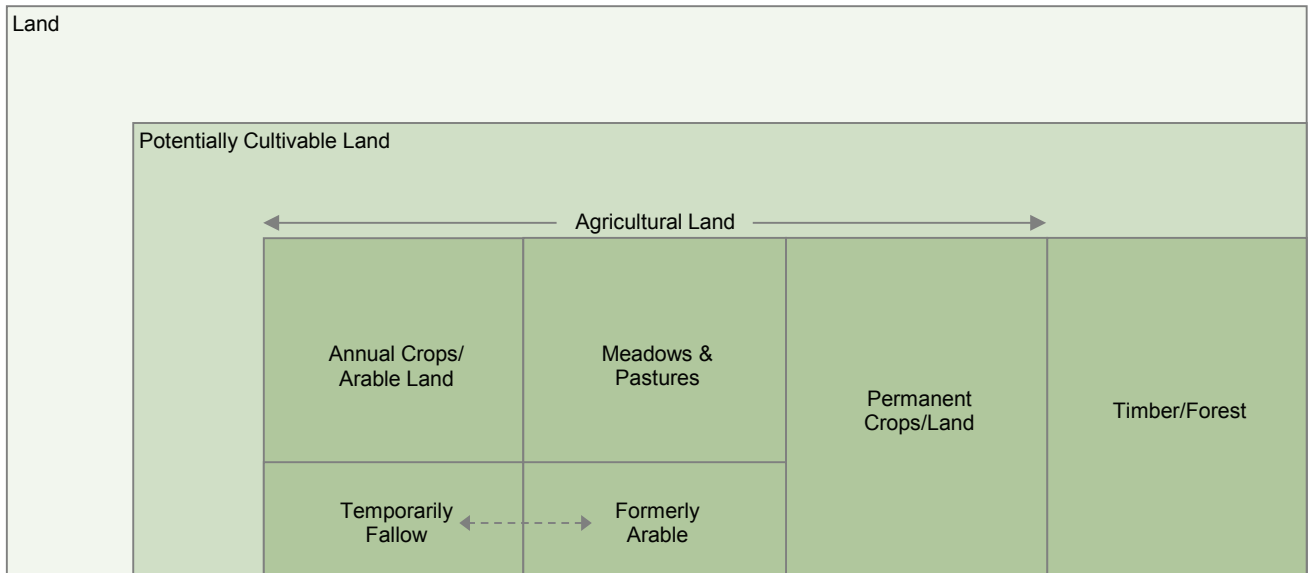 Land
Potentially Cultivable Land
Agricultural Land
Annual Crops/
Arable Land
Meadows &
Pastures
Permanent
Crops/Land
Timber/Forest
Temporarily
Fallow
Formerly
Arable